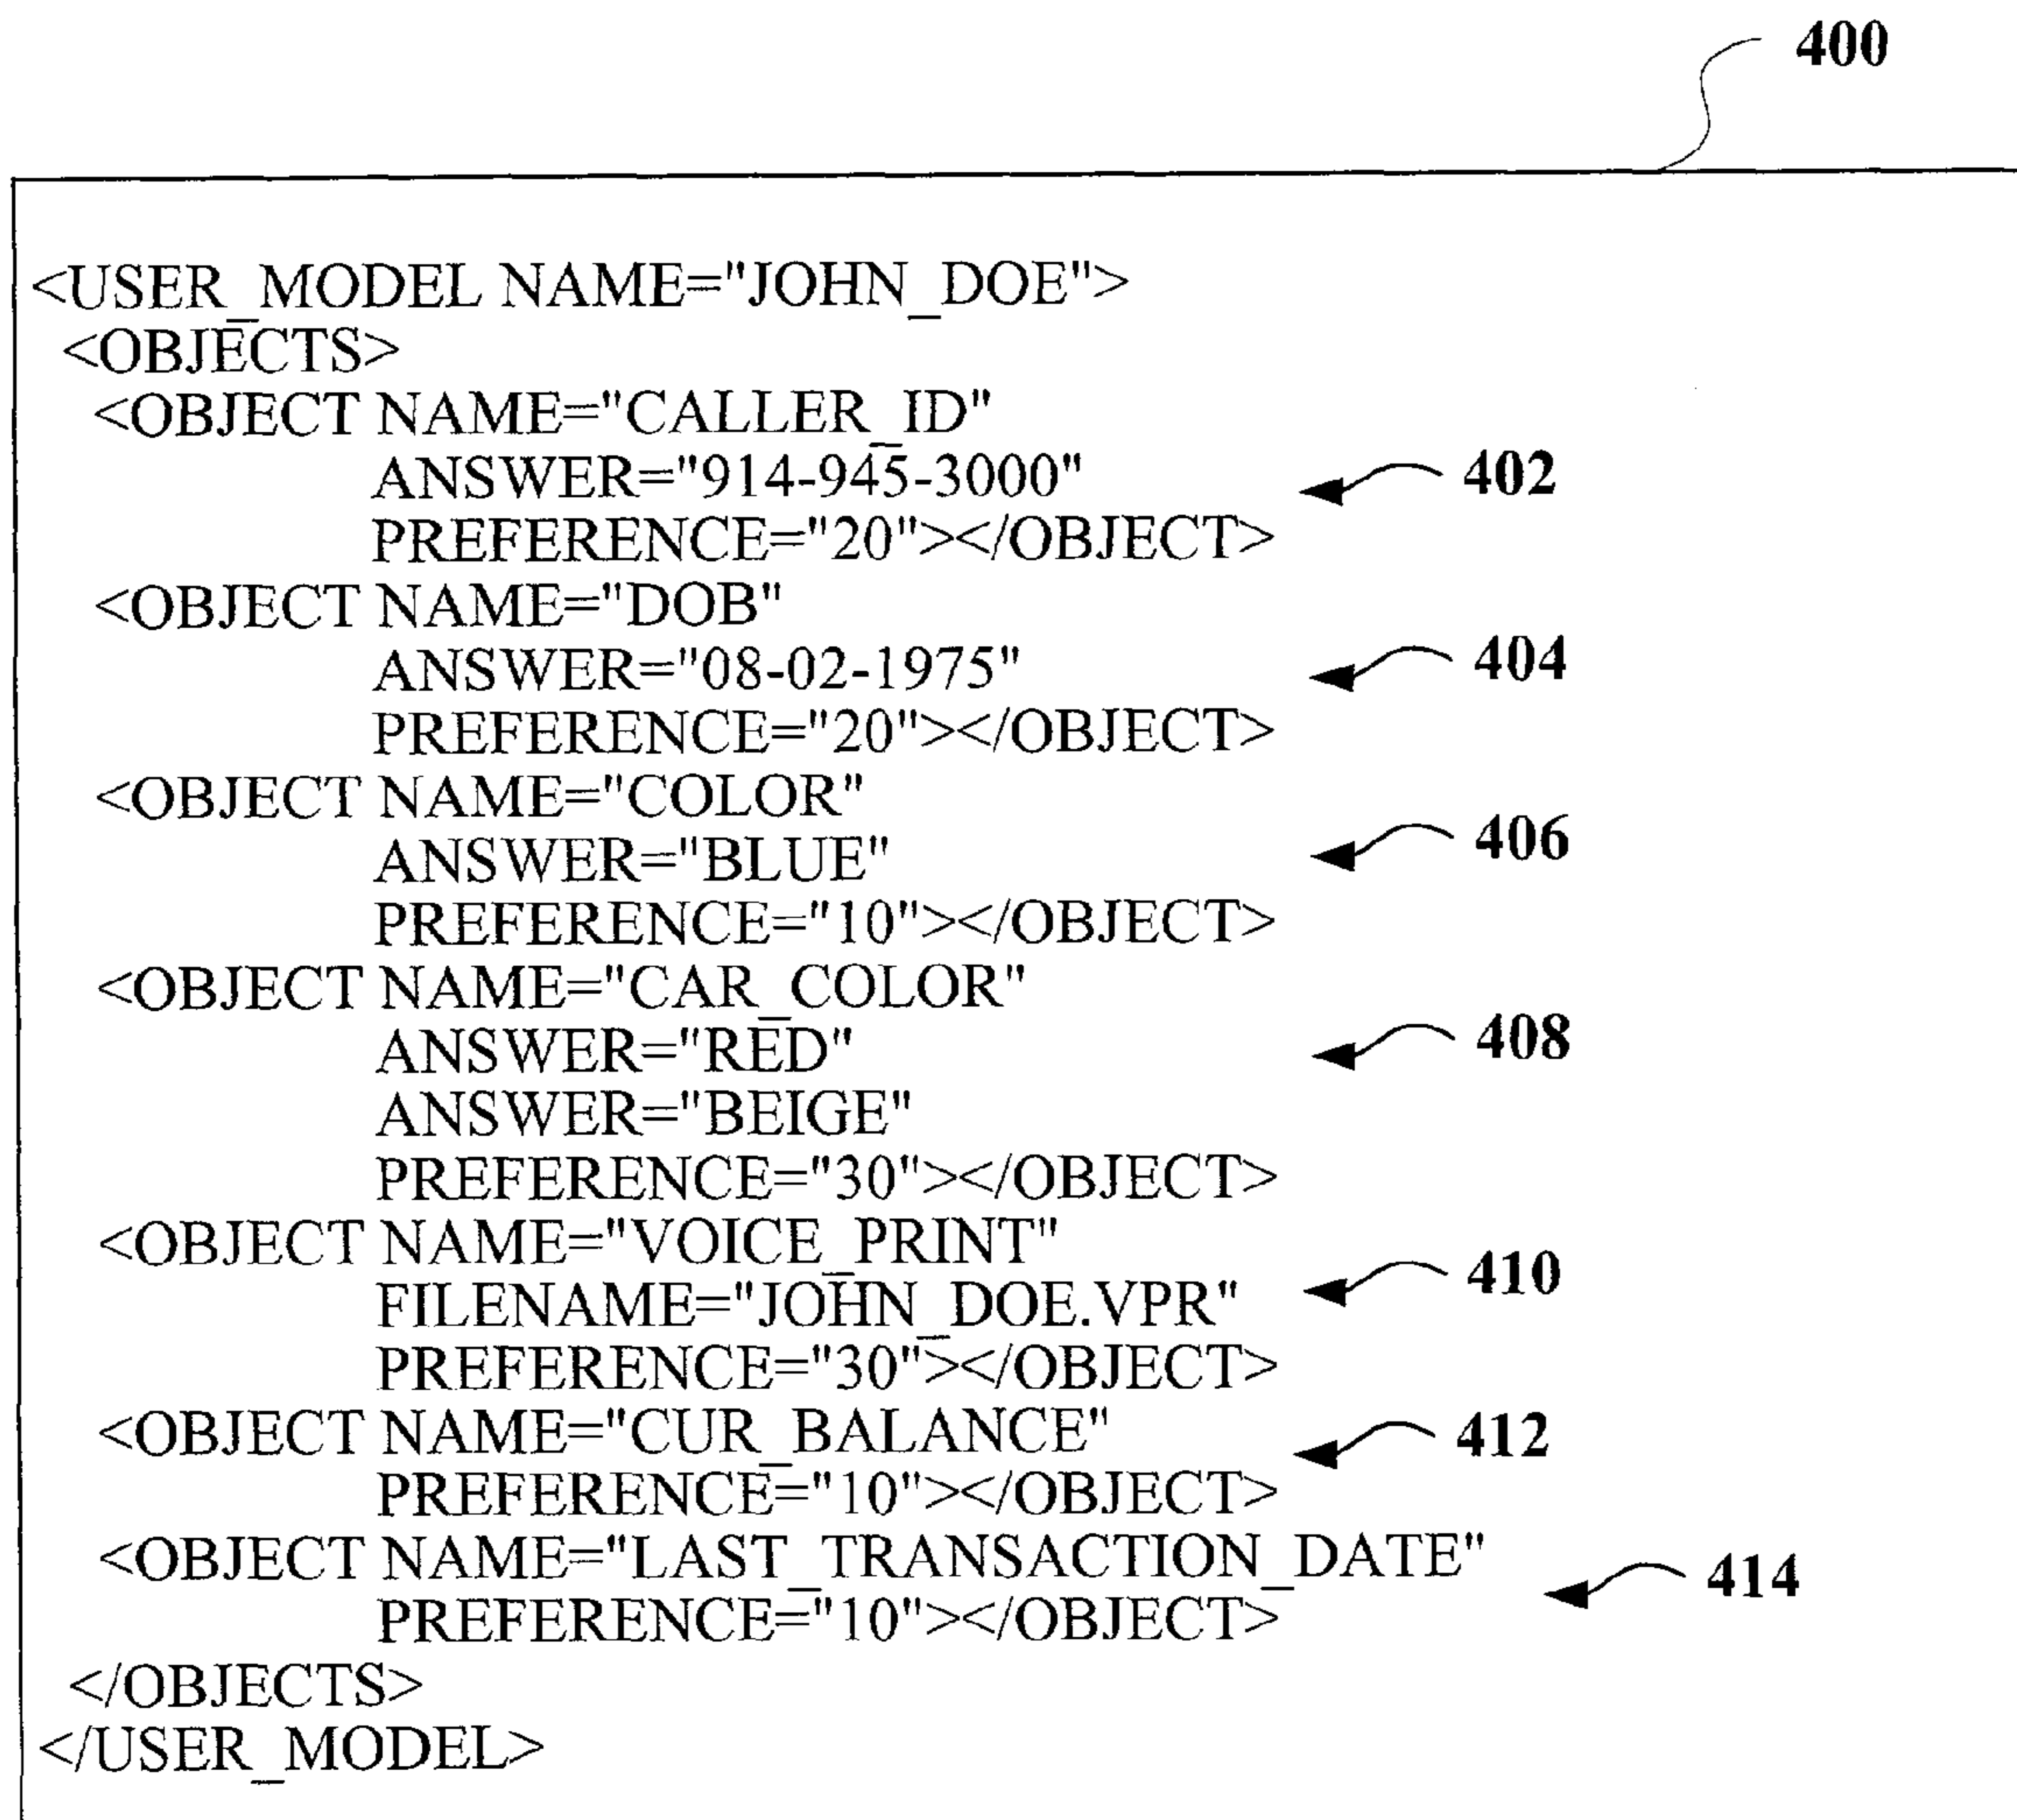 400
<USER_MODEL NAME="JOHN_DOE">
<OBJECTS>
<OBJECT NAME="CALLER_ID"
ANSWER="914-945-3000" 402
PREFERENCE="20"></OBJECT>
<OBJECT NAME="DOB"
ANSWER="08-02-1975" 404
PREFERENCE="20"></OBJECT>
<OBJECT NAME="COLOR"
ANSWER="BLUE" 406
PREFERENCE="10"></OBJECT>
<OBJECT NAME="CAR_COLOR"
ANSWER="RED" 408
ANSWER="BEIGE"
PREFERENCE="30"></OBJECT>
<OBJECT NAME="VOICE_PRINT"
FILENAME="JOHN_DOE.VPR" 410
PREFERENCE="30"></OBJECT>
<OBJECT NAME="CUR_BALANCE" 412
PREFERENCE="10"></OBJECT>
<OBJECT NAME="LAST_TRANSACTION_DATE" 414
PREFERENCE="10"></OBJECT>
</OBJECTS>
</USER_MODEL>